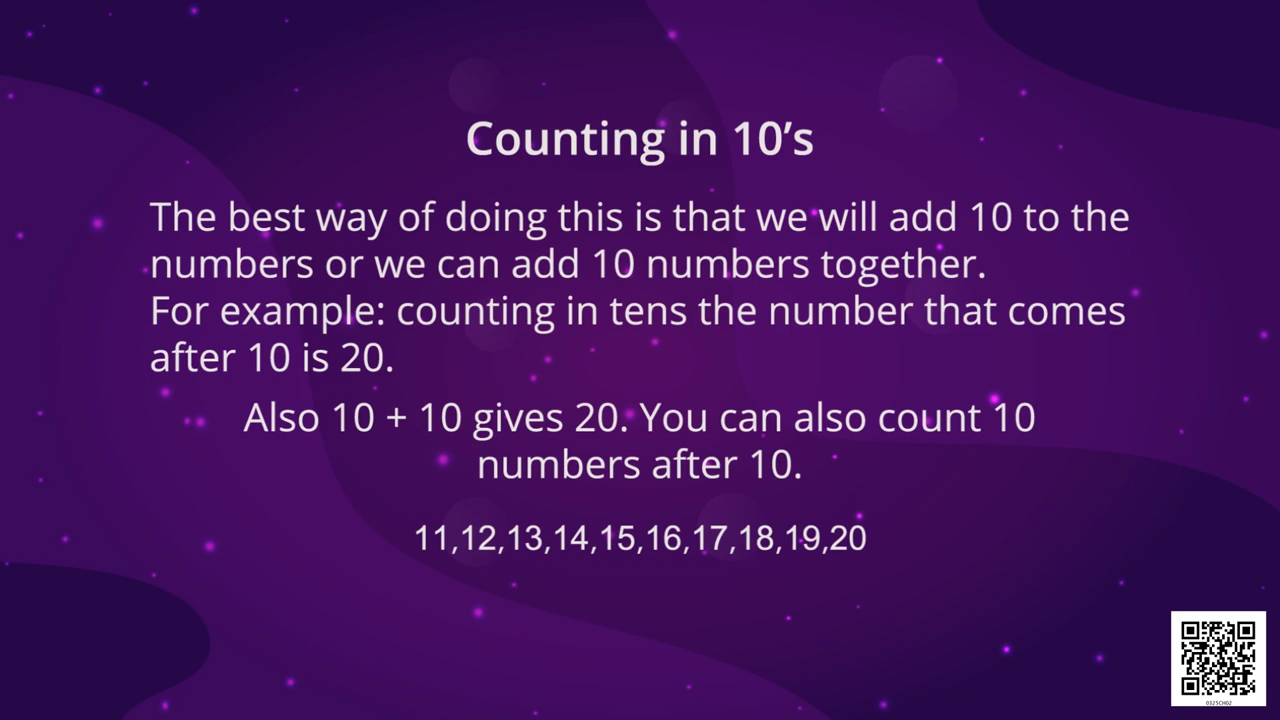 Counting in 10’s
The best way of doing this is that we will add 10 to the
numbers or we can add 10 numbers together.
For example: counting in tens the number that comes
after 10 is 20.
Also 10 + 10 gives 20. You can also count 10
numbers after 10.
11,12,13,14,15,16,17,18,19,20
0325CH02